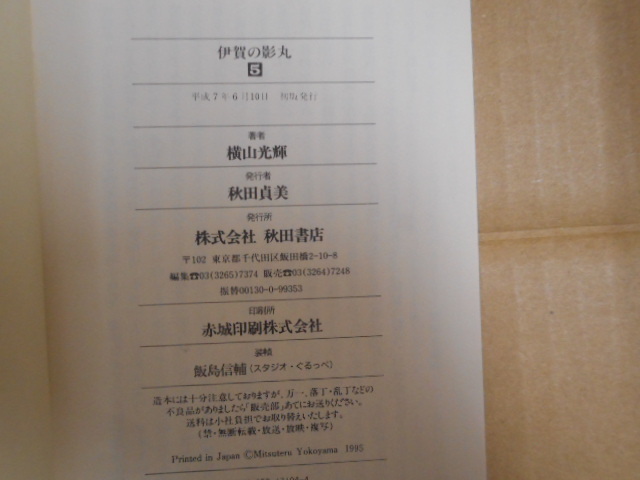 伊賀の影丸
5
平成7年6月10日 初版発行
著者
横山光輝
発行者
秋田貞美
発行所
株式会社 秋田書店
〒102 東京都千代田区飯田橋2-10-8
編集☎03(3265)7374 販売☎03(3264)7248
振替00130-0-99353
印刷所
赤城印刷株式会社
装幀
飯島信輔(スタジオ・ぐるっぺ)
造本には十分注意しておりますが、万一、落丁・乱丁などの
不良品がありましたら「販売部」あてにお送りください。
送料は小社負担でお取り替えいたします。
(禁・無断転載・放送・放映・複写)
Printed in Japan ©Mitsuteru Yokoyama 1995